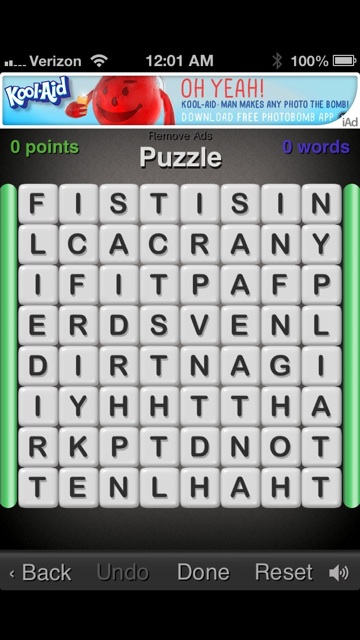 Verizon 12:01 AM 100%
Kool-Aid OH YEAH!
KOOL-AID MAN MAKES ANY PHOTO THE BOMB!
DOWNLOAD FREE PHOTOBOMB APP iAd
Remove Ads
0 points Puzzle 0 words
F I S T I S I N
L C A C R A N Y
I F I T P A F P
E R D S V E N L
D I R T N A G I
I Y H H T T H A
R K P T D N O T
T E N L H A H T
‹ Back Undo Done Reset